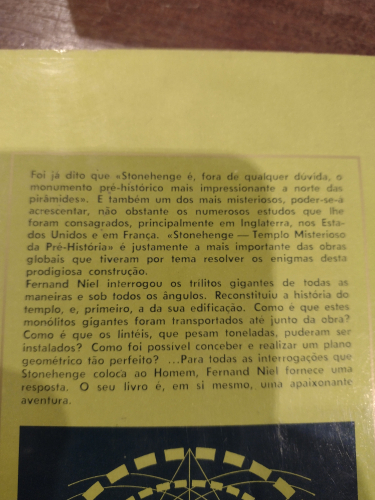 Foi já dito que «Stonehenge é, fora de qualquer dúvida, o
monumento pré-histórico mais impressionante a norte das
pirâmides». E também um dos mais misteriosos, poder-se-á
acrescentar, não obstante os numerosos estudos que lhe
foram consagrados, principalmente em Inglaterra, nos Esta-
dos Unidos e em França. «Stonehenge — Templo Misterioso
da Pré-História» é justamente a mais importante das obras
globais que tiveram por tema resolver os enigmas desta
prodigiosa construção.
Fernand Niel interrogou os trilitos gigantes de todas as
maneiras e sob todos os ângulos. Reconstituiu a história do
templo, e, primeiro, a da sua edificação. Como é que estes
monólitos gigantes foram transportados até junto da obra?
Como é que os lintéis, que pesam toneladas, puderam ser
instalados? Como foi possível conceber e realizar um plano
geométrico tão perfeito? ...Para todas as interrogações que
Stonehenge coloca ao Homem, Fernand Niel fornece uma
resposta. O seu livro é, em si mesmo, uma apaixonante
aventura.